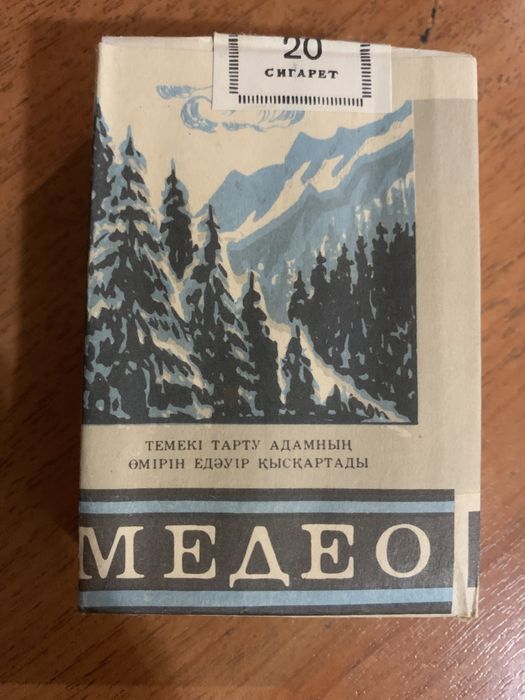 20
СИГАРЕТ
ТЕМЕКІ ТАРТУ АДАМНЫҢ
ӨМІРІН ЕДӘУІР ҚЫСҚАРТАДЫ
МЕДЕО